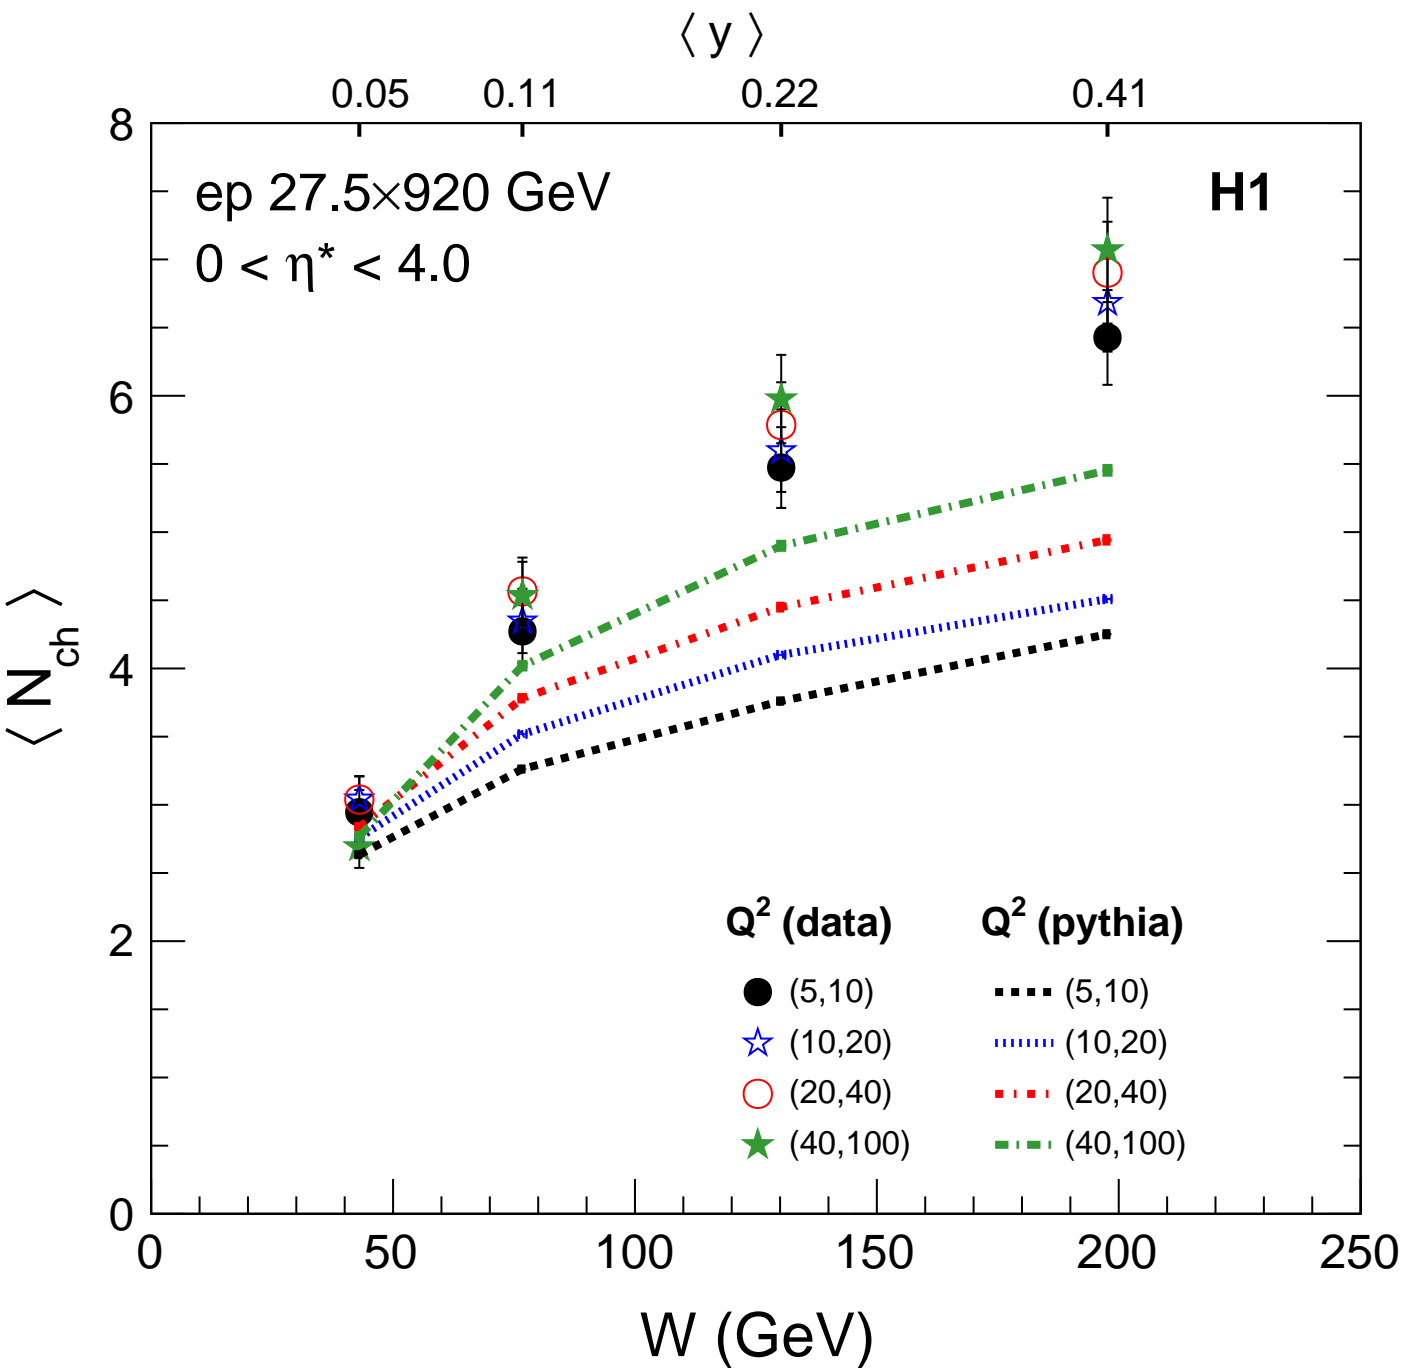 ⟨ y ⟩
0.05 0.11 0.22 0.41
8
ep 27.5×920 GeV H1
0 < η* < 4.0
6
⟨ N_ch ⟩
4
2
Q² (data) Q² (pythia)
(5,10) (5,10)
(10,20) (10,20)
(20,40) (20,40)
(40,100) (40,100)
0
0 50 100 150 200 250
W (GeV)